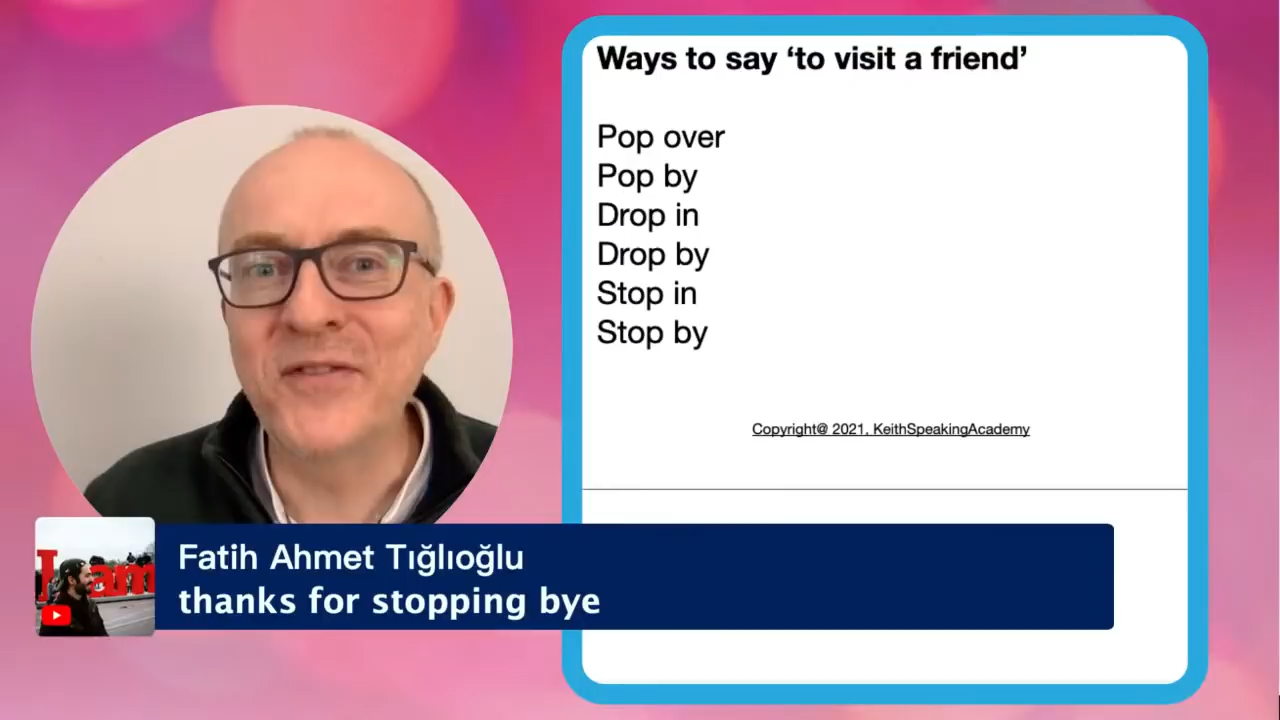 Ways to say ‘to visit a friend’
Pop over
Pop by
Drop in
Drop by
Stop in
Stop by
Copyright@ 2021, KeithSpeakingAcademy
Fatih Ahmet Tığlıoğlu
thanks for stopping bye